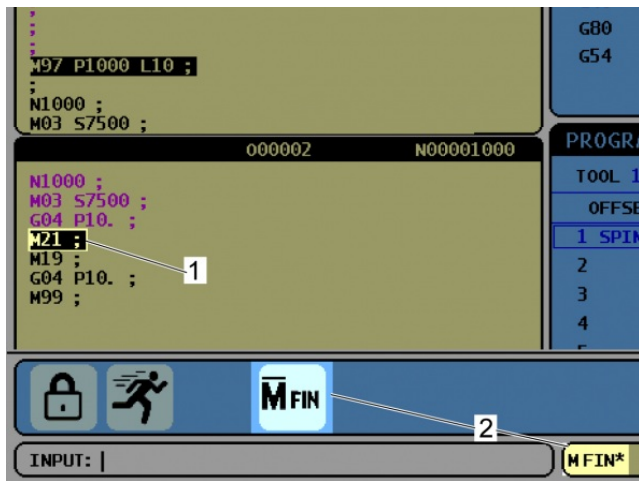 ;
;
;
M97 P1000 L10 ;
;
N1000 ;
M03 S7500 ;
G80
G54
O00002 N00001000
N1000 ;
M03 S7500 ;
G04 P10. ;
M21 ;
M19 ;
G04 P10. ;
M99 ;
1
PROGRA
TOOL 1
OFFSE
1 SPIN
2
3
4
M FIN
2
INPUT:
M FIN*